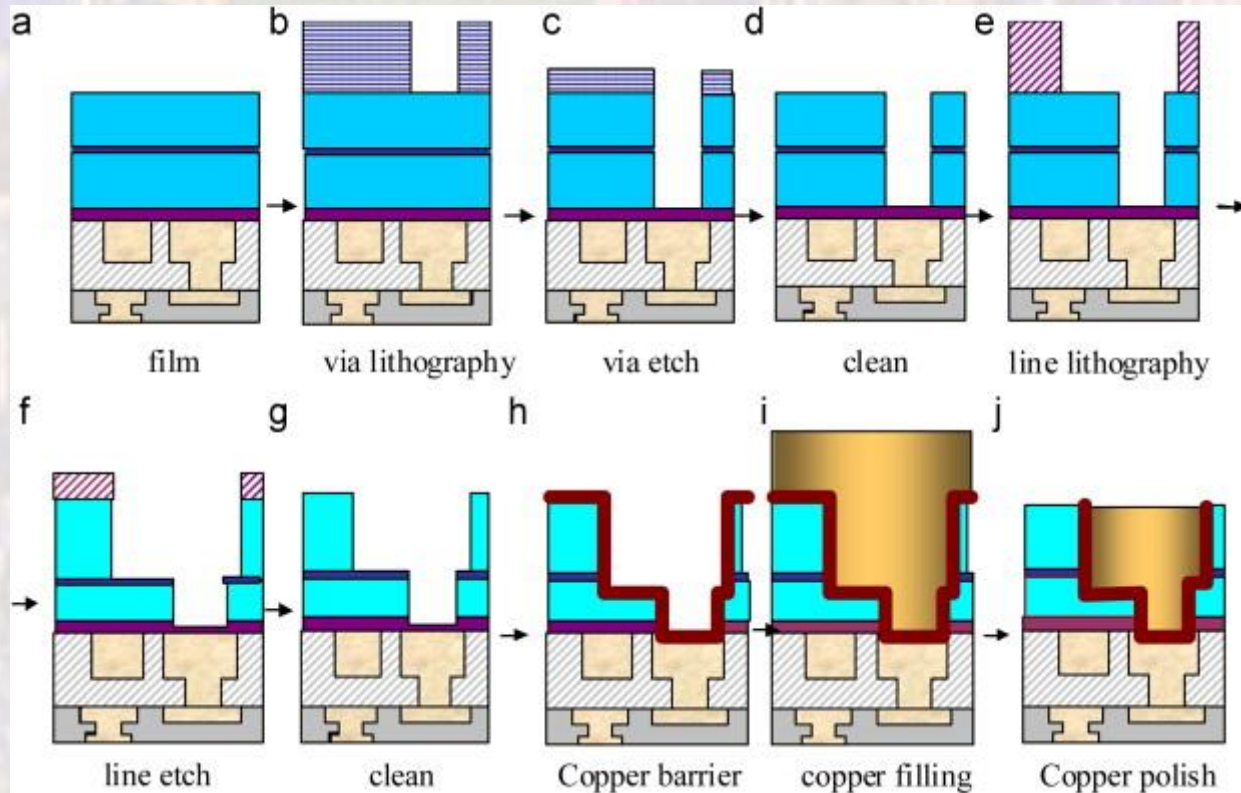 a
b
c
d
e
film
via lithography
via etch
clean
line lithography
f
g
h
i
j
line etch
clean
Copper barrier
copper filling
Copper polish